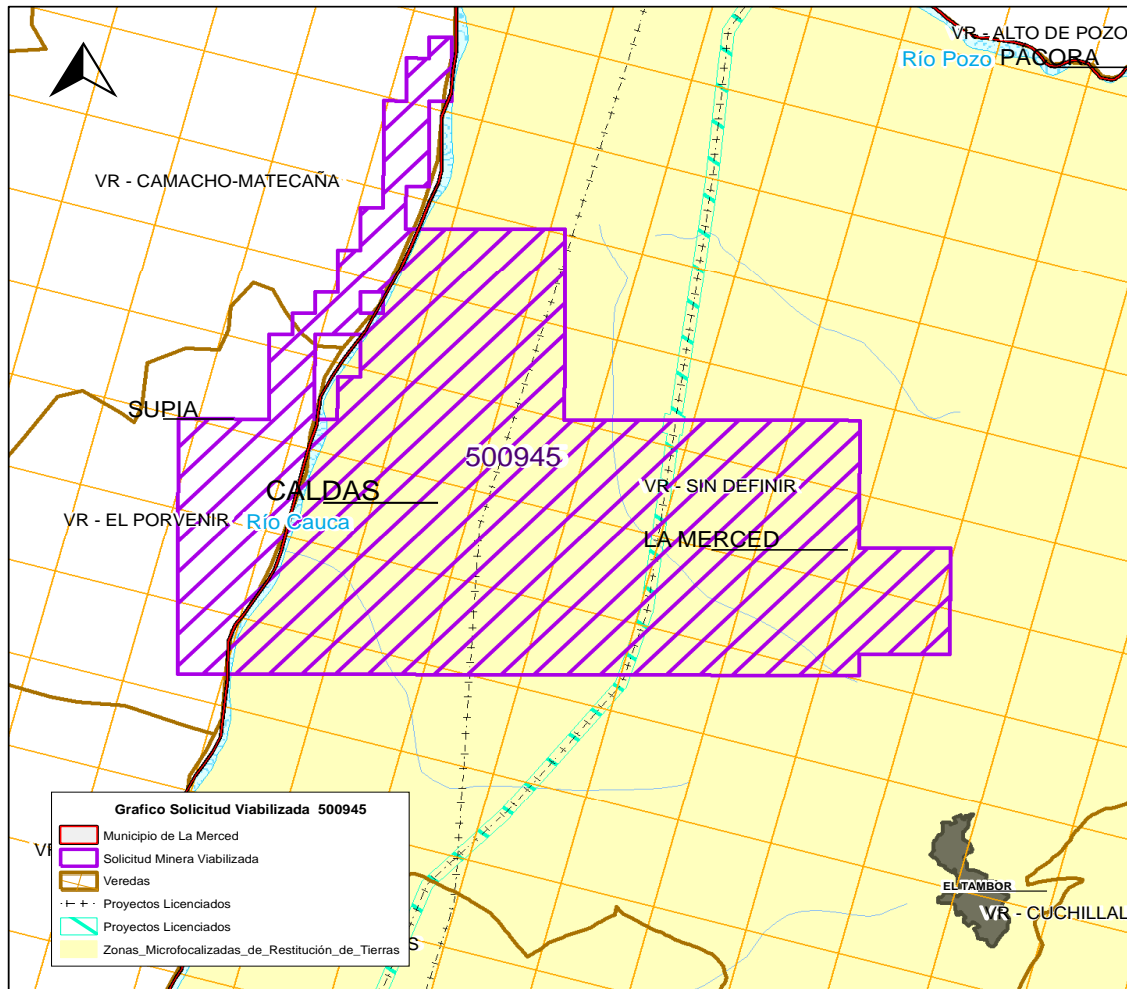 VR - ALTO DE POZO
Río Pozo PACORA
VR - CAMACHO-MATECAÑA
SUPIA
500945
CALDAS
VR - SIN DEFINIR
VR - EL PORVENIR Río Cauca
LA MERCED
Grafico Solicitud Viabilizada 500945
Municipio de La Merced
Solicitud Minera Viabilizada
Veredas
Proyectos Licenciados
Proyectos Licenciados
Zonas_Microfocalizadas_de_Restitución_de_Tierras
EL TAMBOR
VR - CUCHILLAL